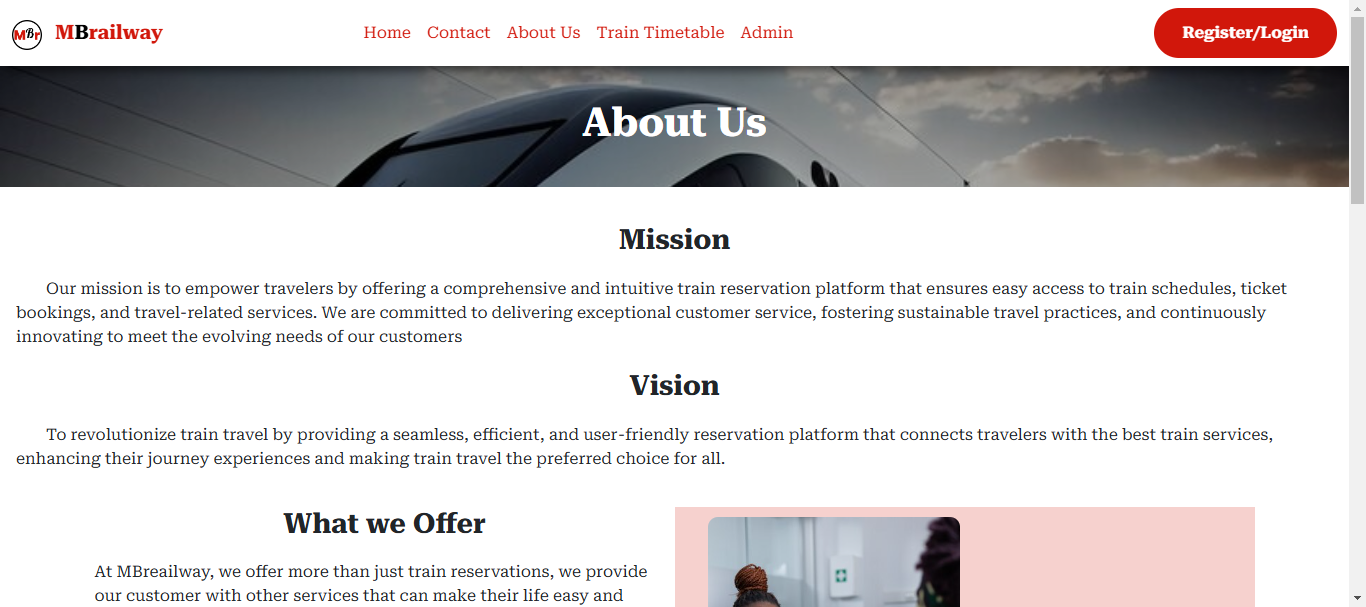 MBr MBrailway Home Contact About Us Train Timetable Admin Register/Login
About Us
Mission
Our mission is to empower travelers by offering a comprehensive and intuitive train reservation platform that ensures easy access to train schedules, ticket
bookings, and travel-related services. We are committed to delivering exceptional customer service, fostering sustainable travel practices, and continuously
innovating to meet the evolving needs of our customers
Vision
To revolutionize train travel by providing a seamless, efficient, and user-friendly reservation platform that connects travelers with the best train services,
enhancing their journey experiences and making train travel the preferred choice for all.
What we Offer
At MBreailway, we offer more than just train reservations, we provide
our customer with other services that can make their life easy and